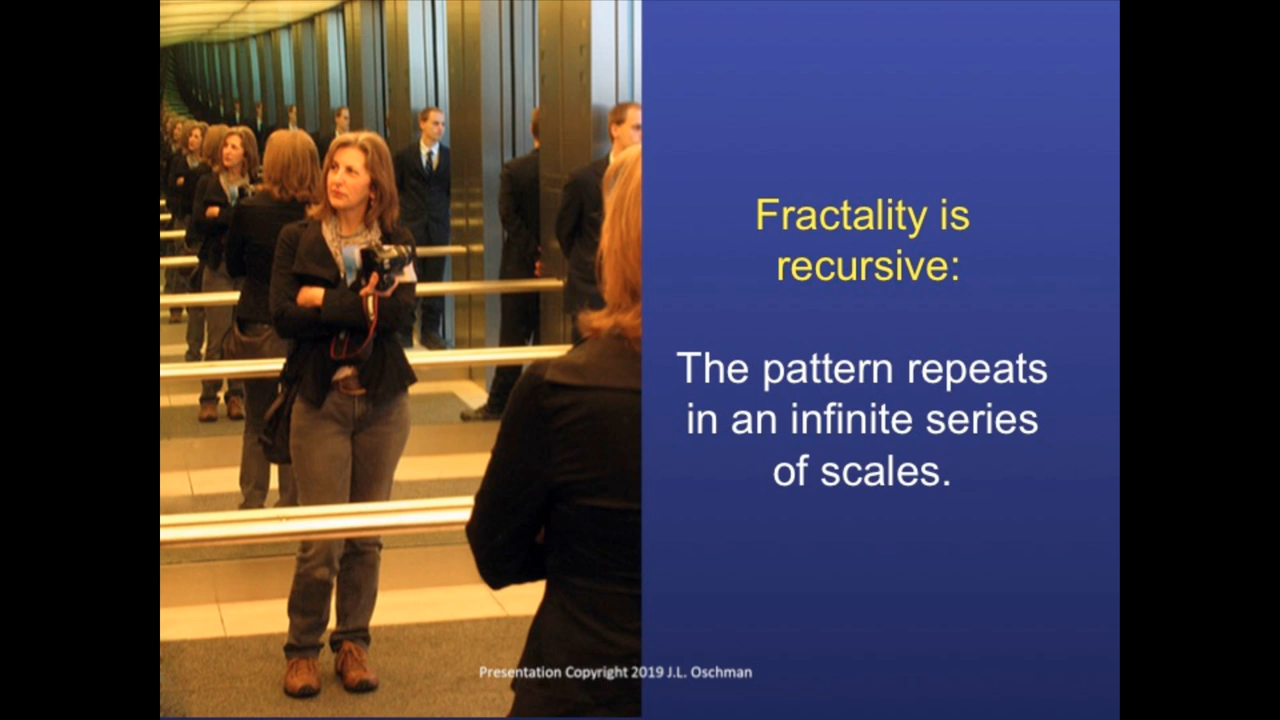 Fractality is
recursive:
The pattern repeats
in an infinite series
of scales.
Presentation Copyright 2019 J.L. Oschman